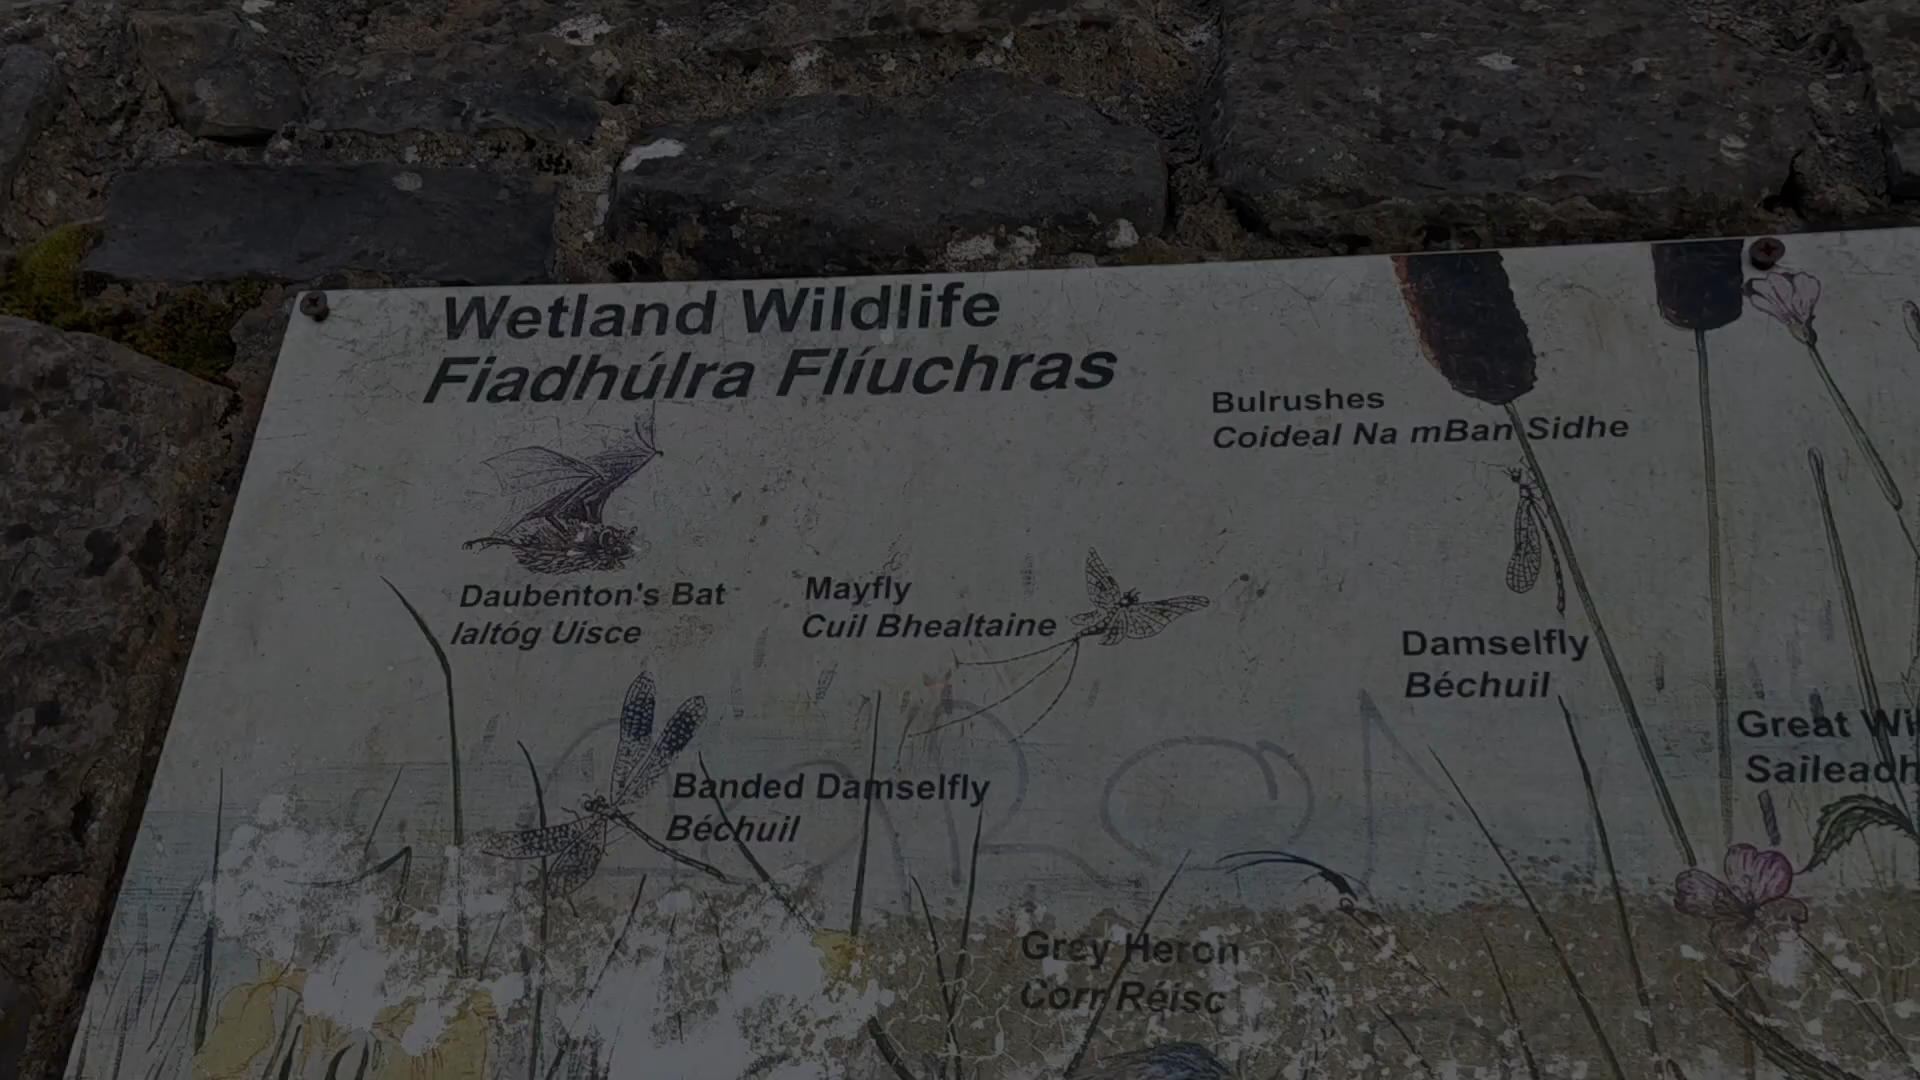 Wetland Wildlife
Fiadhúlra Flíuchras
Bulrushes
Coideal Na mBan Sidhe
Daubenton's Bat
Ialtóg Uisce
Mayfly
Cuil Bhealtaine
Damselfly
Béchuil
Great
Banded Damselfly
Béchuil
Grey Heron
Corr Réisc